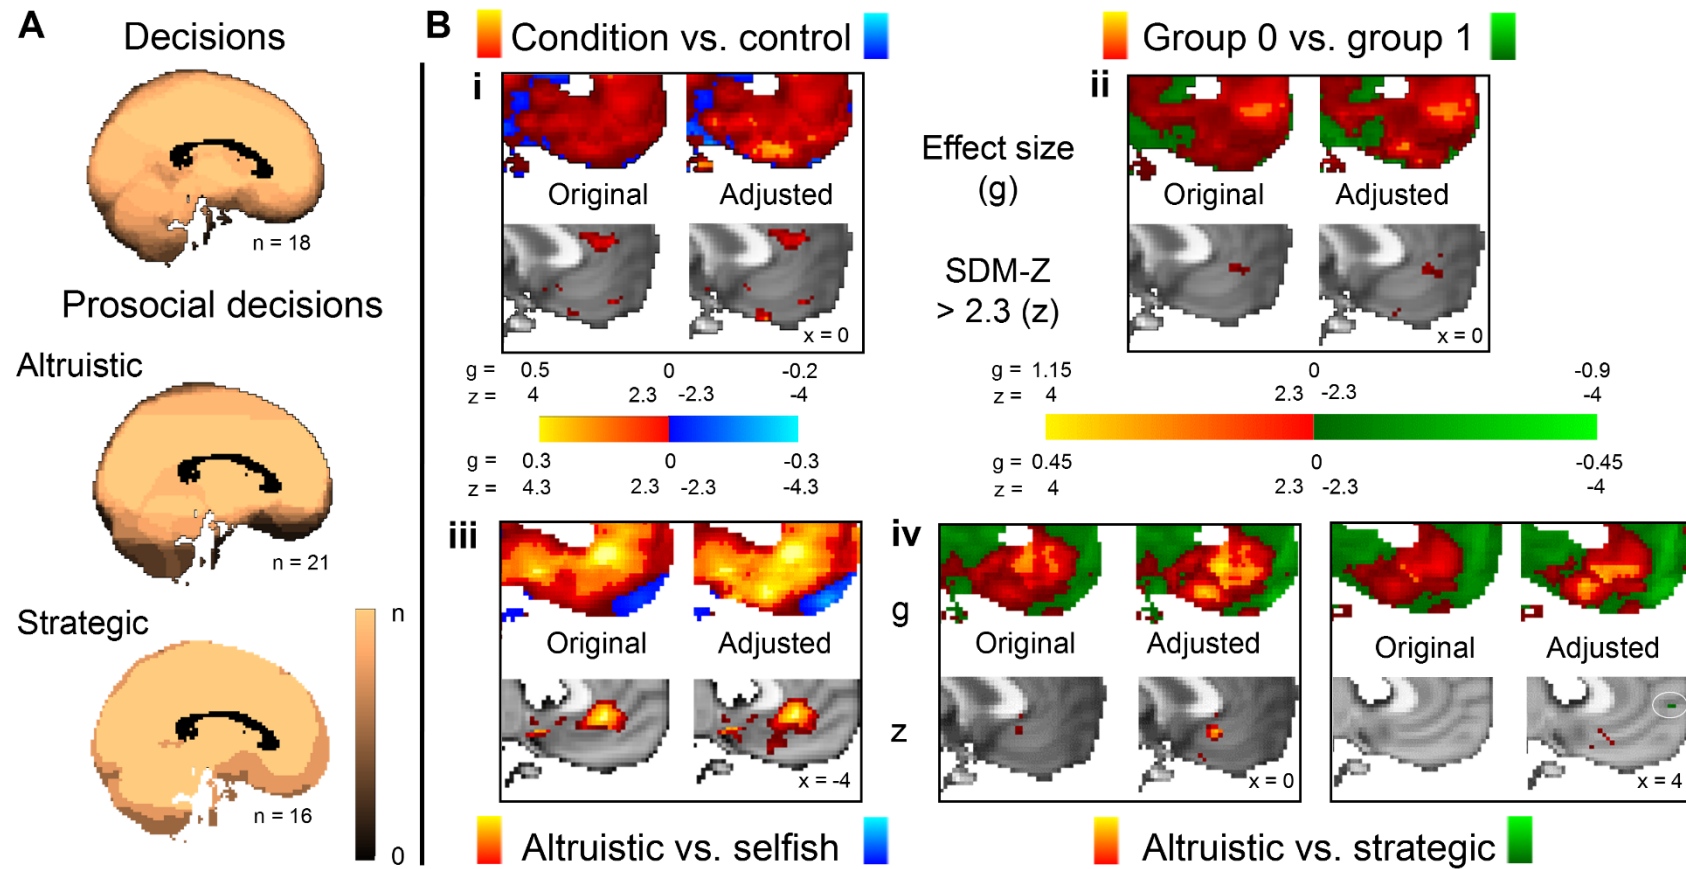 A
Decisions
n = 18
Prosocial decisions
Altruistic
n = 21
Strategic
n
n = 16
0
B
Condition vs. control
Group 0 vs. group 1
i
Original
Adjusted
x = 0
Effect size
(g)
SDM-Z
> 2.3 (z)
ii
Original
Adjusted
x = 0
g = 0.5 0 -0.2
z = 4 2.3 -2.3 -4
g = 1.15 0 -0.9
z = 4 2.3 -2.3 -4
g = 0.3 0 -0.3
z = 4.3 2.3 -2.3 -4.3
g = 0.45 0 -0.45
z = 4 2.3 -2.3 -4
iii
Original
Adjusted
x = -4
iv
g
z
Original
Adjusted
x = 0
Original
Adjusted
x = 4
Altruistic vs. selfish
Altruistic vs. strategic